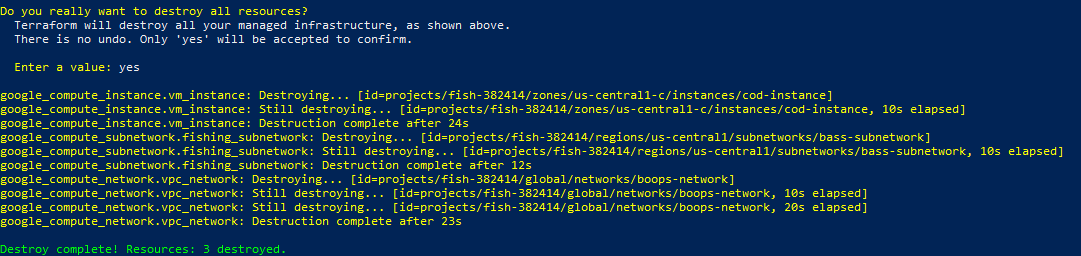 Do you really want to destroy all resources?
Terraform will destroy all your managed infrastructure, as shown above.
There is no undo. Only 'yes' will be accepted to confirm.
Enter a value: yes
google_compute_instance.vm_instance: Destroying... [id=projects/fish-382414/zones/us-central1-c/instances/cod-instance]
google_compute_instance.vm_instance: Still destroying... [id=projects/fish-382414/zones/us-central1-c/instances/cod-instance, 10s elapsed]
google_compute_instance.vm_instance: Destruction complete after 24s
google_compute_subnetwork.fishing_subnetwork: Destroying... [id=projects/fish-382414/regions/us-central1/subnetworks/bass-subnetwork]
google_compute_subnetwork.fishing_subnetwork: Still destroying... [id=projects/fish-382414/regions/us-central1/subnetworks/bass-subnetwork, 10s elapsed]
google_compute_subnetwork.fishing_subnetwork: Destruction complete after 12s
google_compute_network.vpc_network: Destroying... [id=projects/fish-382414/global/networks/boops-network]
google_compute_network.vpc_network: Still destroying... [id=projects/fish-382414/global/networks/boops-network, 10s elapsed]
google_compute_network.vpc_network: Still destroying... [id=projects/fish-382414/global/networks/boops-network, 20s elapsed]
google_compute_network.vpc_network: Destruction complete after 23s
Destroy complete! Resources: 3 destroyed.